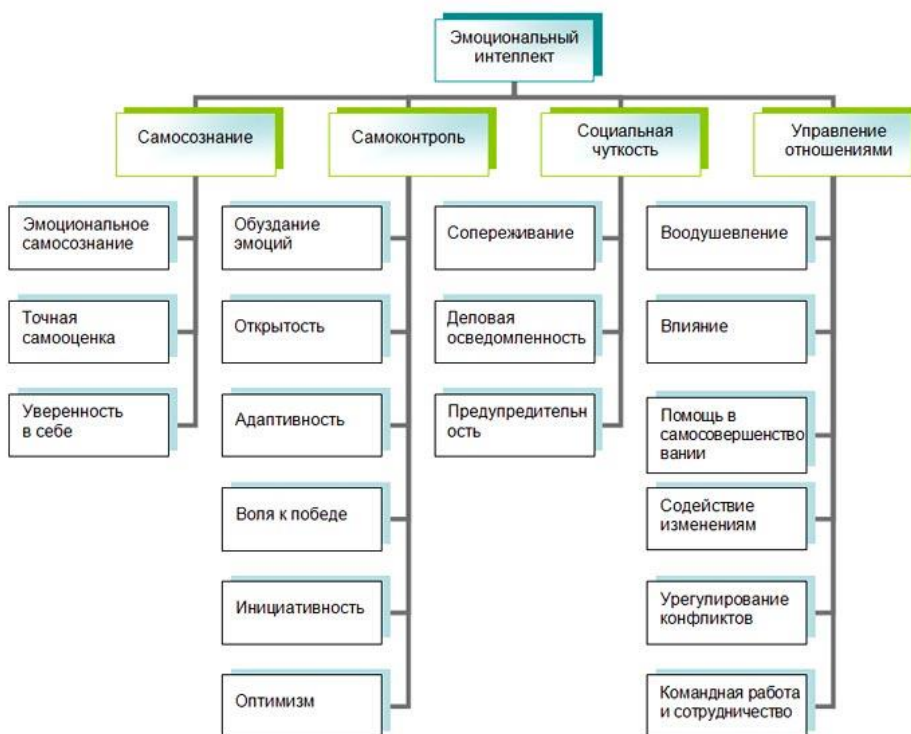 Эмоциональный
интеллект
Самосознание
Самоконтроль
Социальная
чуткость
Управление
отношениями
Эмоциональное
самосознание
Точная
самооценка
Уверенность
в себе
Обуздание
эмоций
Открытость
Адаптивность
Воля к победе
Инициативность
Оптимизм
Сопереживание
Деловая
осведомленность
Предупредительн
ость
Воодушевление
Влияние
Помощь в
самосовершенство
вании
Содействие
изменениям
Урегулирование
конфликтов
Командная работа
и сотрудничество